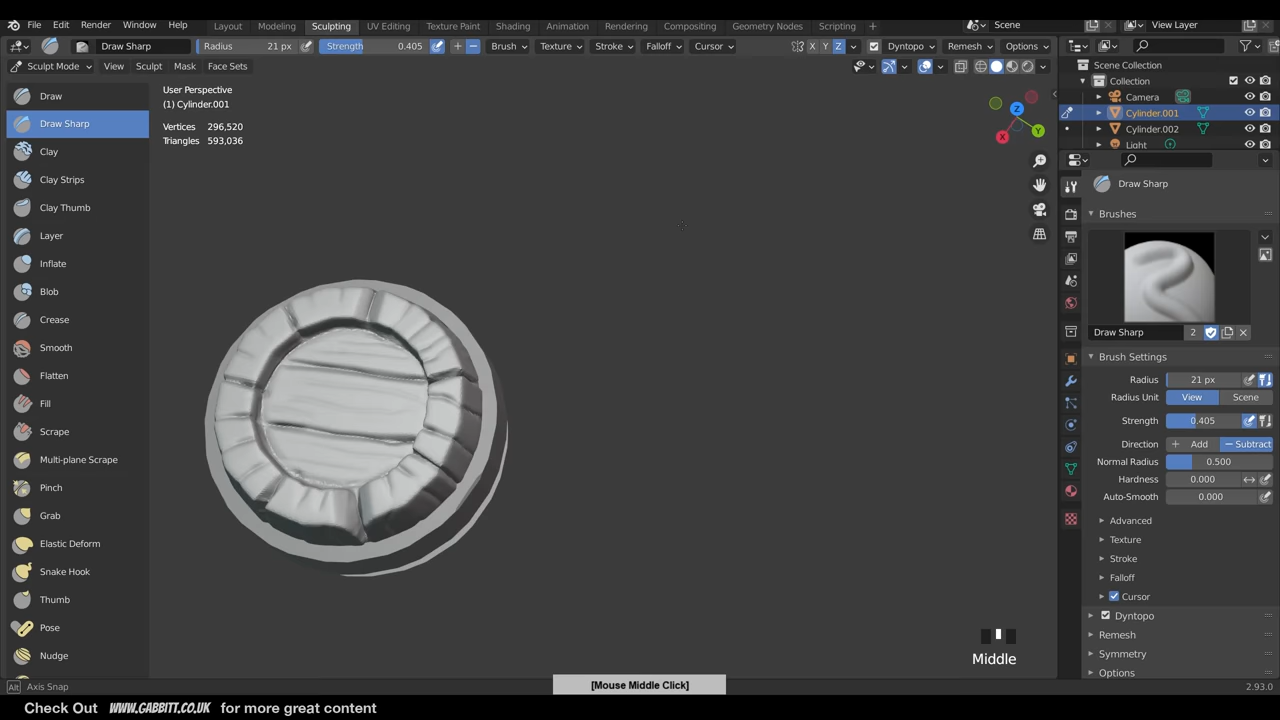 File Edit Render Window Help Layout Modeling Sculpting UV Editing Texture Paint Shading Animation Rendering Compositing Geometry Nodes Scripting + Scene View Layer
Draw Sharp Radius 21 px Strength 0.405 Brush Texture Stroke Falloff Cursor X Y Z Dyntopo Remesh Options
Sculpt Mode View Sculpt Mask Face Sets
Scene Collection
Collection
Camera
Cylinder.001
Cylinder.002
Light
User Perspective
(1) Cylinder.001
Vertices 296,520
Triangles 593,036
Z
Y
X
Draw
Draw Sharp
Clay
Clay Strips
Clay Thumb
Layer
Inflate
Blob
Crease
Smooth
Flatten
Fill
Scrape
Multi-plane Scrape
Pinch
Grab
Elastic Deform
Snake Hook
Thumb
Pose
Nudge
Draw Sharp
Brushes
Draw Sharp 2
Brush Settings
Radius 21 px
Radius Unit View Scene
Strength 0.405
Direction Add Subtract
Normal Radius 0.500
Hardness 0.000
Auto-Smooth 0.000
Advanced
Texture
Stroke
Falloff
Cursor
Dyntopo
Remesh
Symmetry
Options
Middle
[Mouse Middle Click]
Alt Axis Snap
2.93.0
Check Out WWW.GABBITT.CO.UK for more great content